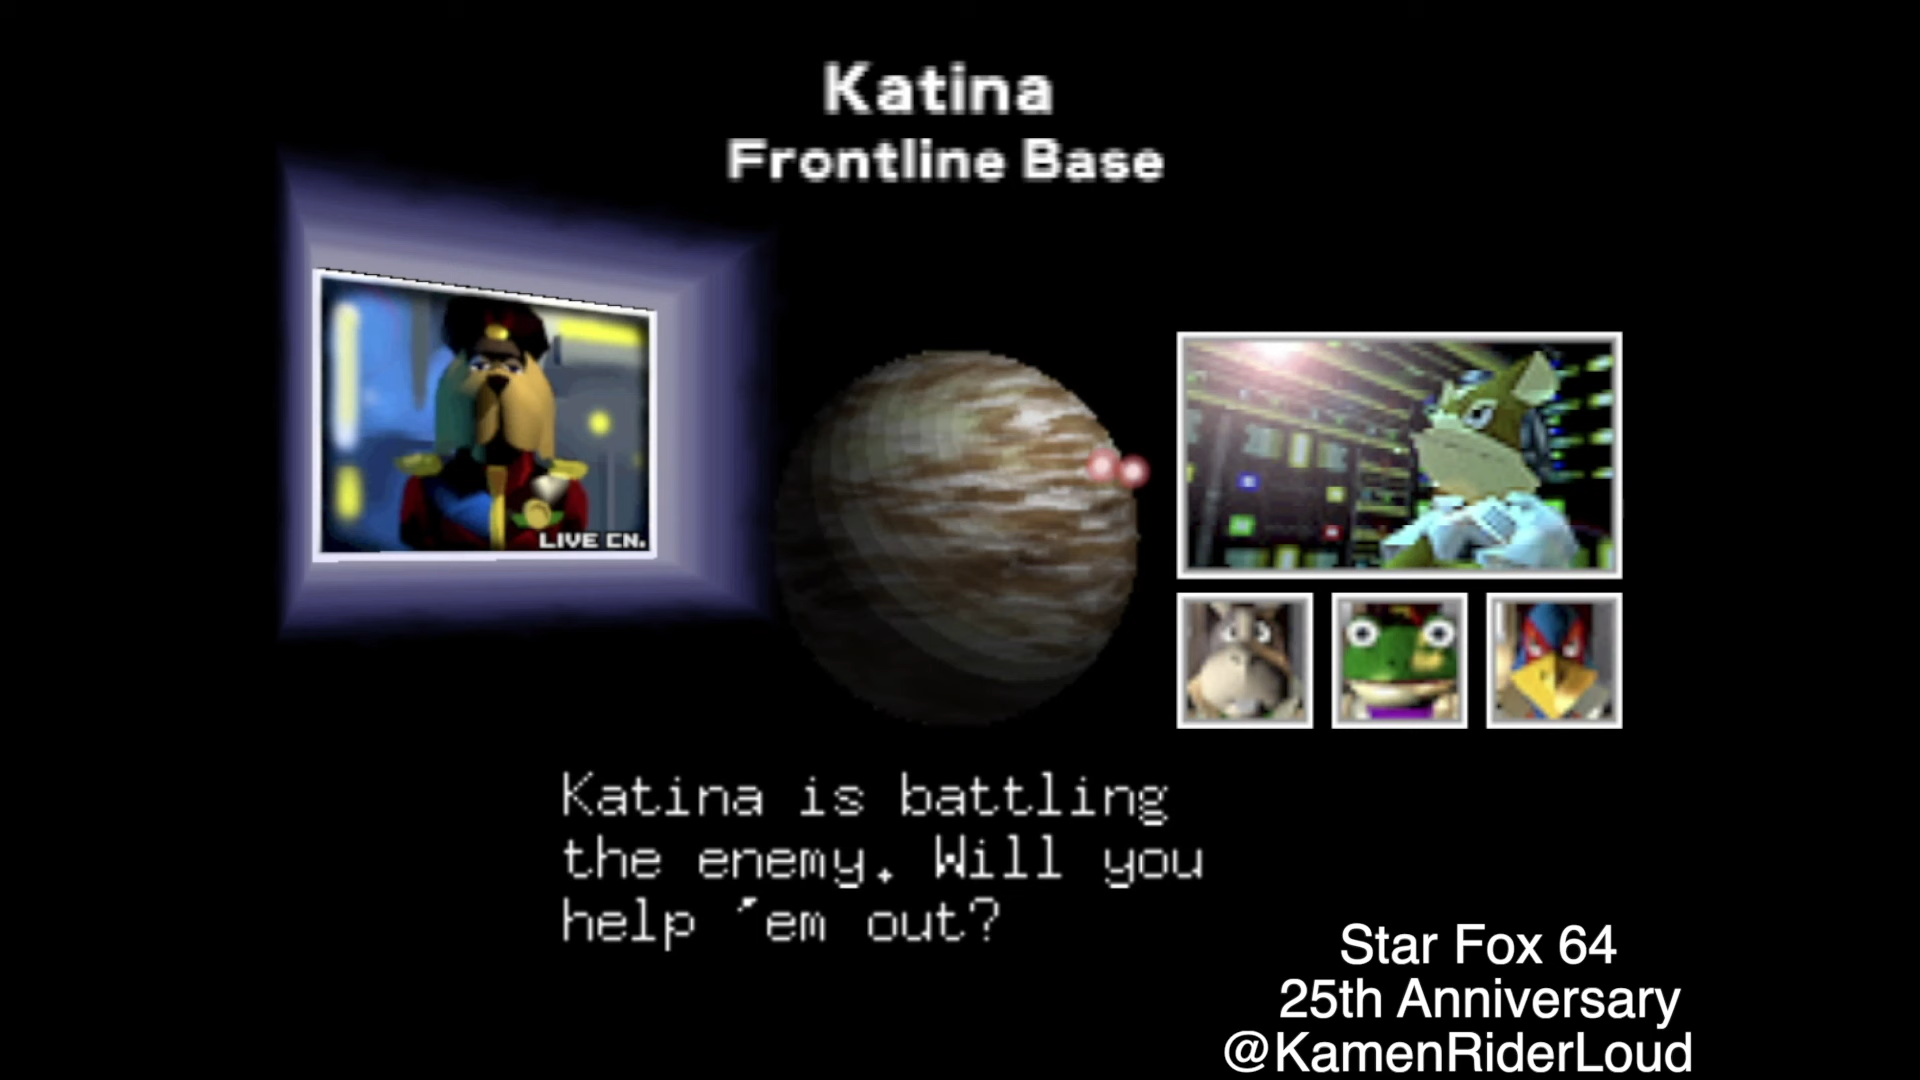 Katina
Frontline Base
LIVE CN.
Katina is battling
the enemy. Will you
help 'em out?
Star Fox 64
25th Anniversary
@KamenRiderLoud